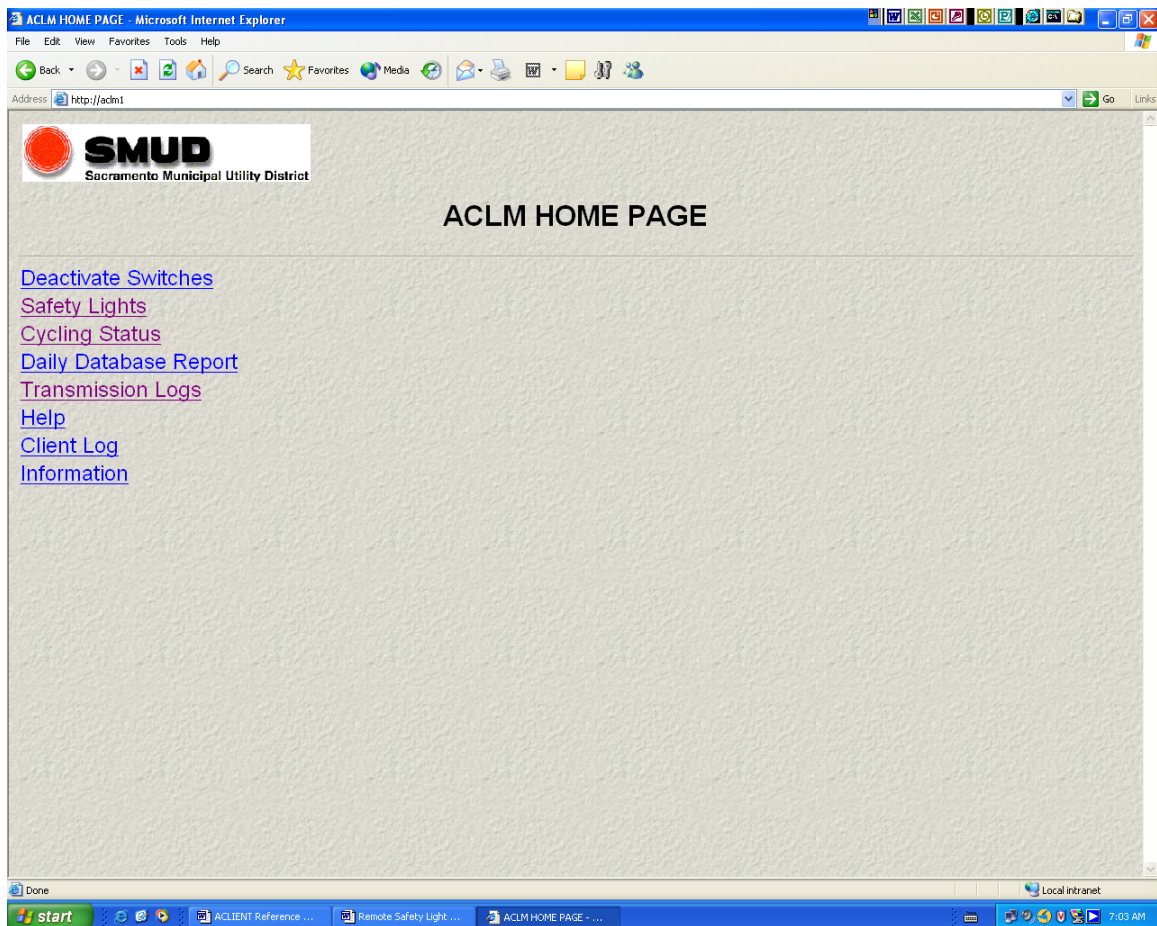 ACLM HOME PAGE - Microsoft Internet Explorer
File Edit View Favorites Tools Help
Back Search Favorites Media
Address http://aclm1 Go Links
SMUD
Sacramento Municipal Utility District
ACLM HOME PAGE
Deactivate Switches
Safety Lights
Cycling Status
Daily Database Report
Transmission Logs
Help
Client Log
Information
Done Local intranet
start ACLIENT Reference ... Remote Safety Light ... ACLM HOME PAGE - ... 7:03 AM